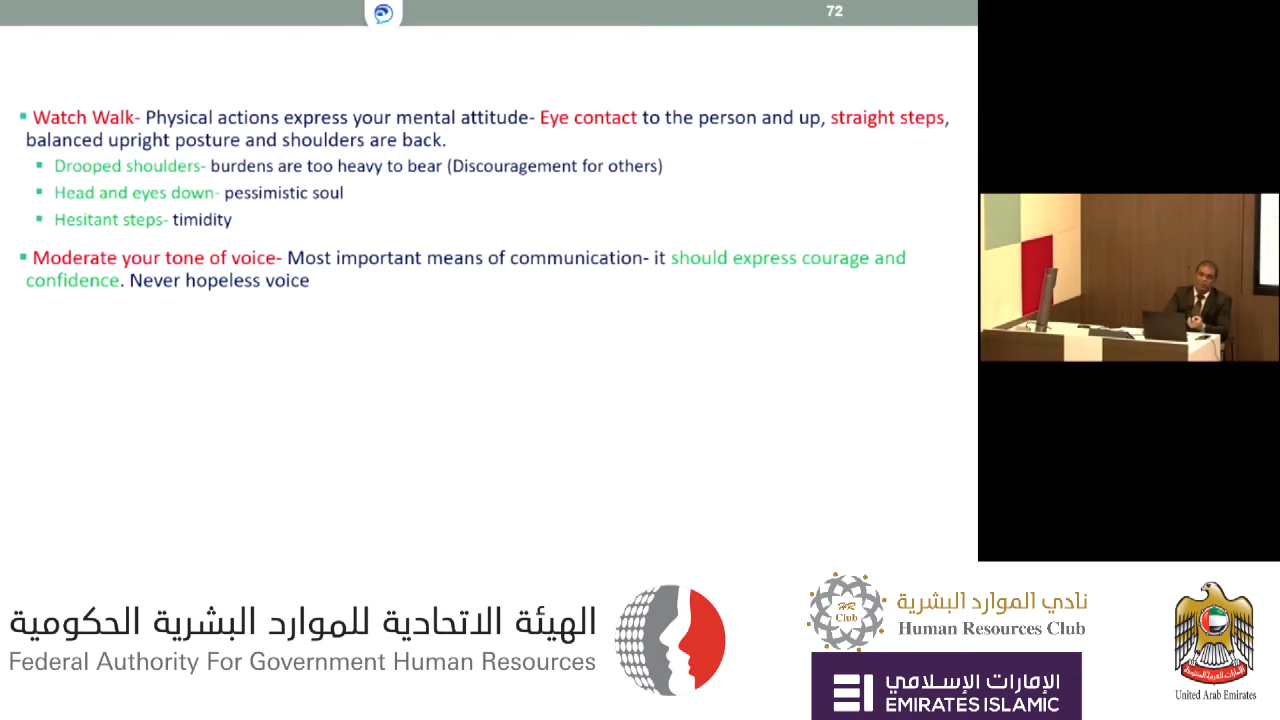 72
Watch Walk- Physical actions express your mental attitude- Eye contact to the person and up, straight steps,
balanced upright posture and shoulders are back.
Drooped shoulders- burdens are too heavy to bear (Discouragement for others)
Head and eyes down- pessimistic soul
Hesitant steps- timidity
Moderate your tone of voice- Most important means of communication- it should express courage and
confidence. Never hopeless voice
الهيئة الاتحادية للموارد البشرية الحكومية
Federal Authority For Government Human Resources
HR
Club
نادي الموارد البشرية
Human Resources Club
الإمارات الإسلامي
EMIRATES ISLAMIC
الإمارات العربية المتحدة
United Arab Emirates